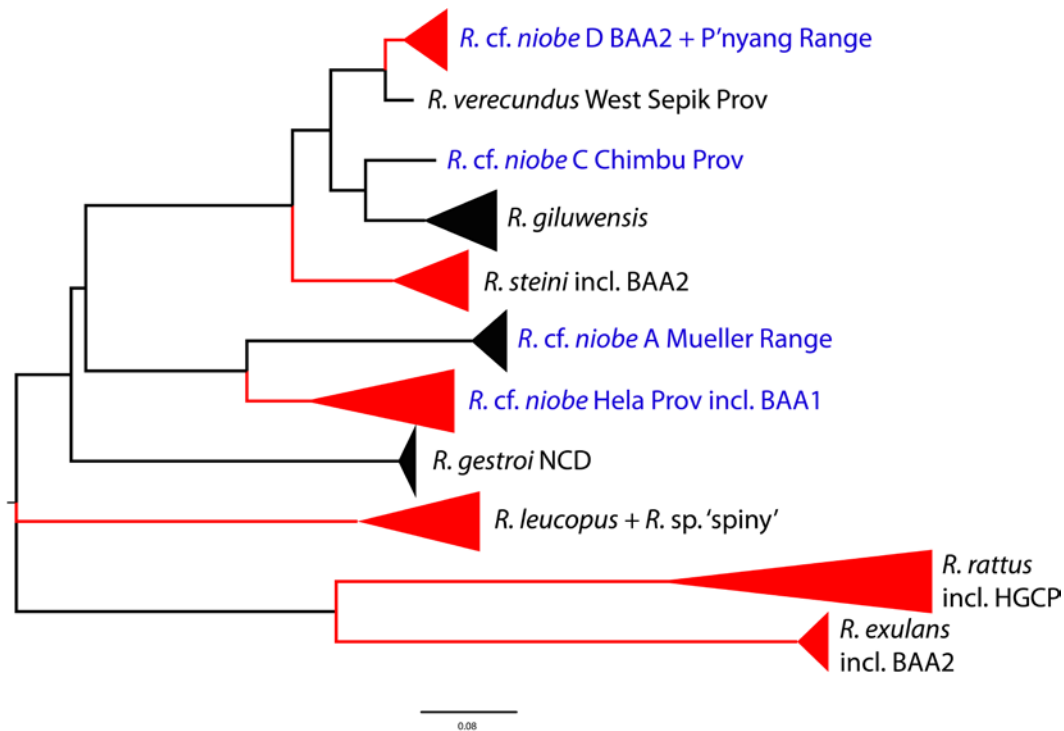 R. cf. niobe D BAA2 + P'nyang Range
R. verecundus West Sepik Prov
R. cf. niobe C Chimbu Prov
R. giluwensis
R. steini incl. BAA2
R. cf. niobe A Mueller Range
R. cf. niobe Hela Prov incl. BAA1
R. gestroi NCD
R. leucopus + R. sp. ‘spiny’
R. rattus
incl. HGCP
R. exulans
incl. BAA2
0.08